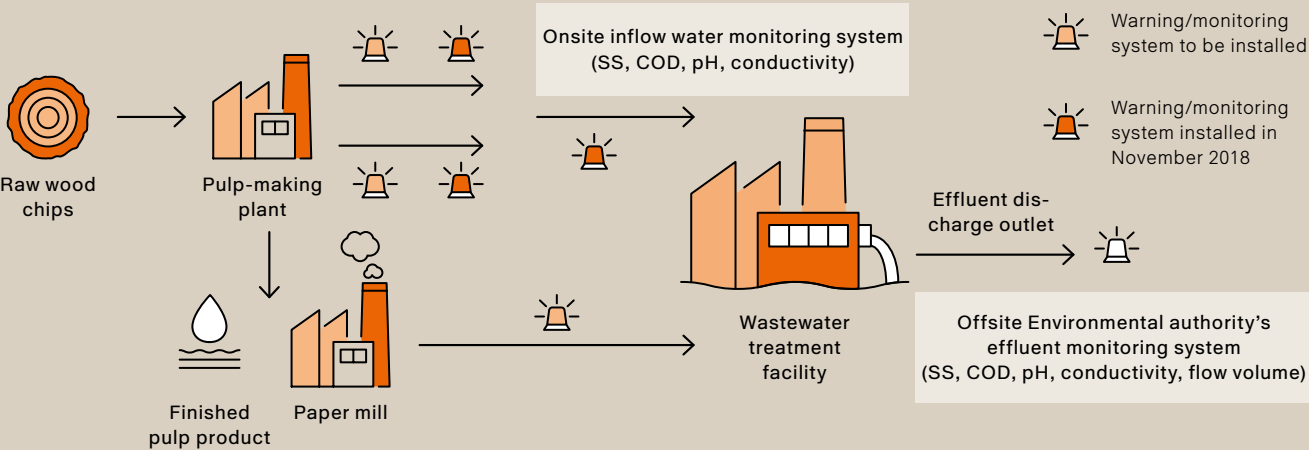 Onsite inflow water monitoring system
(SS, COD, pH, conductivity)
Warning/monitoring
system to be installed
Warning/monitoring
system installed in
November 2018
Raw wood
chips
Pulp-making
plant
Effluent dis-
charge outlet
Wastewater
treatment
facility
Offsite Environmental authority’s
effluent monitoring system
(SS, COD, pH, conductivity, flow volume)
Finished
pulp product
Paper mill